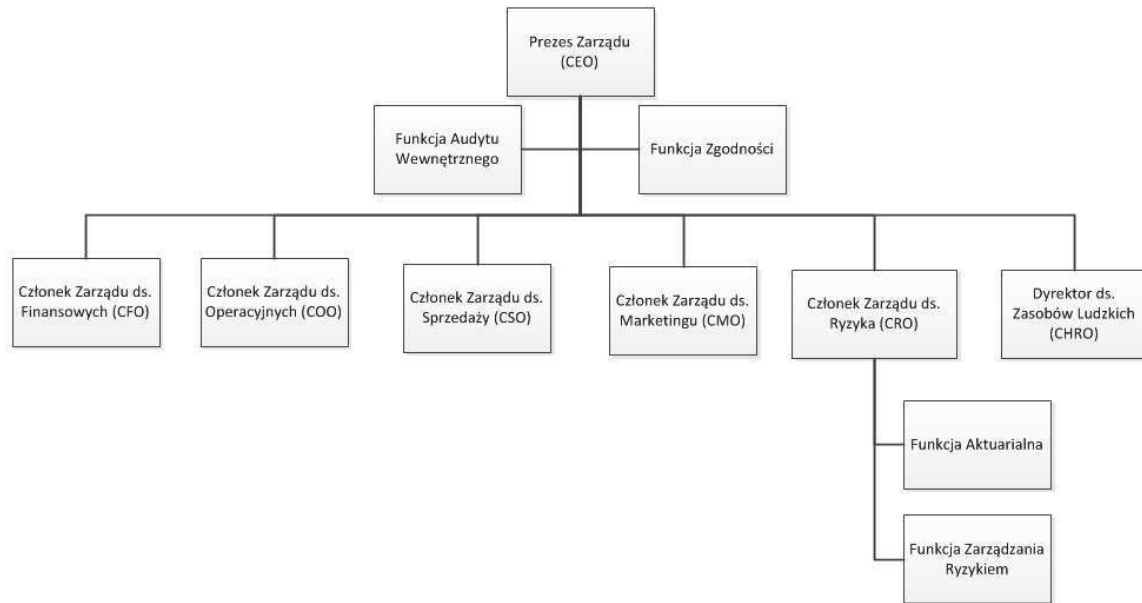 Prezes Zarządu
(CEO)
Funkcja Audytu
Wewnętrznego
Funkcja Zgodności
Członek Zarządu ds.
Finansowych (CFO)
Członek Zarządu ds.
Operacyjnych (COO)
Członek Zarządu ds.
Sprzedaży (CSO)
Członek Zarządu ds.
Marketingu (CMO)
Członek Zarządu ds.
Ryzyka (CRO)
Dyrektor ds.
Zasobów Ludzkich
(CHRO)
Funkcja Aktuarialna
Funkcja Zarządzania
Ryzykiem